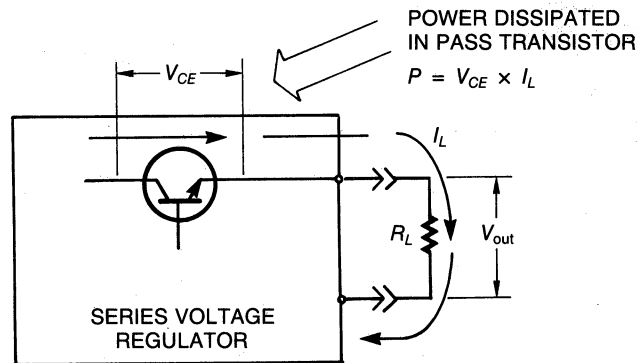 POWER DISSIPATED
IN PASS TRANSISTOR
P = VCE × IL
VCE
IL
RL
Vout
SERIES VOLTAGE
REGULATOR